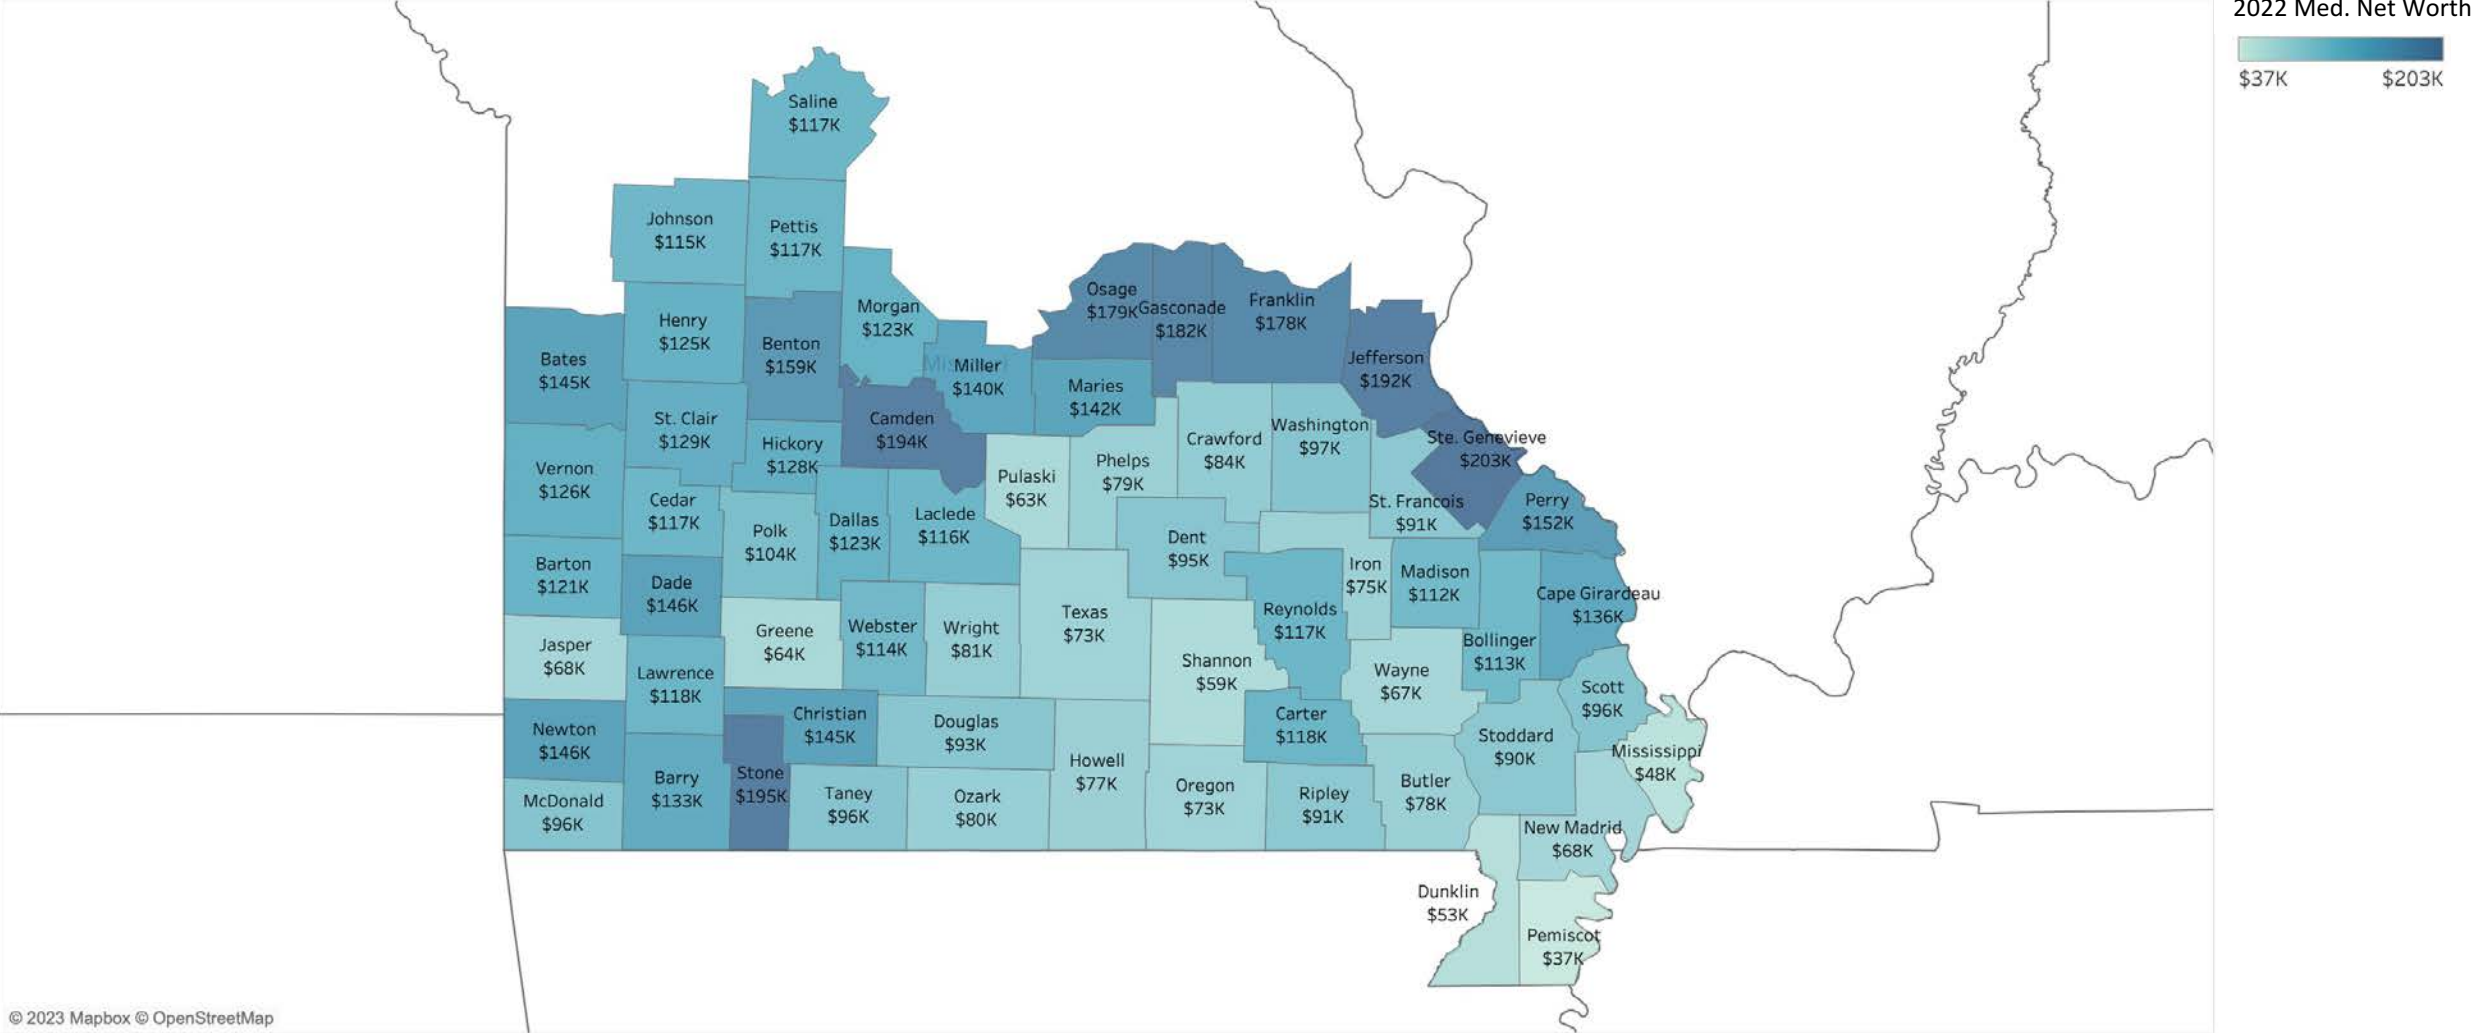 2022 Med. Net Worth
$37K $203K
Saline
$117K
Johnson
$115K
Pettis
$117K
Morgan
$123K
Osage
$179K
Gasconade
$182K
Franklin
$178K
Henry
$125K
Benton
$159K
Bates
$145K
Miller
$140K
Maries
$142K
Jefferson
$192K
St. Clair
$129K
Hickory
$128K
Camden
$194K
Crawford
$84K
Washington
$97K
Ste. Genevieve
$203K
Vernon
$126K
Cedar
$117K
Polk
$104K
Dallas
$123K
Laclede
$116K
Pulaski
$63K
Phelps
$79K
St. Francois
$91K
Perry
$152K
Dent
$95K
Barton
$121K
Dade
$146K
Iron
$75K
Madison
$112K
Cape Girardeau
$136K
Jasper
$68K
Greene
$64K
Webster
$114K
Wright
$81K
Texas
$73K
Reynolds
$117K
Bollinger
$113K
Lawrence
$118K
Shannon
$59K
Wayne
$67K
Scott
$96K
Newton
$146K
Christian
$145K
Douglas
$93K
Carter
$118K
Stoddard
$90K
Mississippi
$48K
McDonald
$96K
Barry
$133K
Stone
$195K
Taney
$96K
Ozark
$80K
Howell
$77K
Oregon
$73K
Ripley
$91K
Butler
$78K
New Madrid
$68K
Dunklin
$53K
Pemiscot
$37K
© 2023 Mapbox © OpenStreetMap